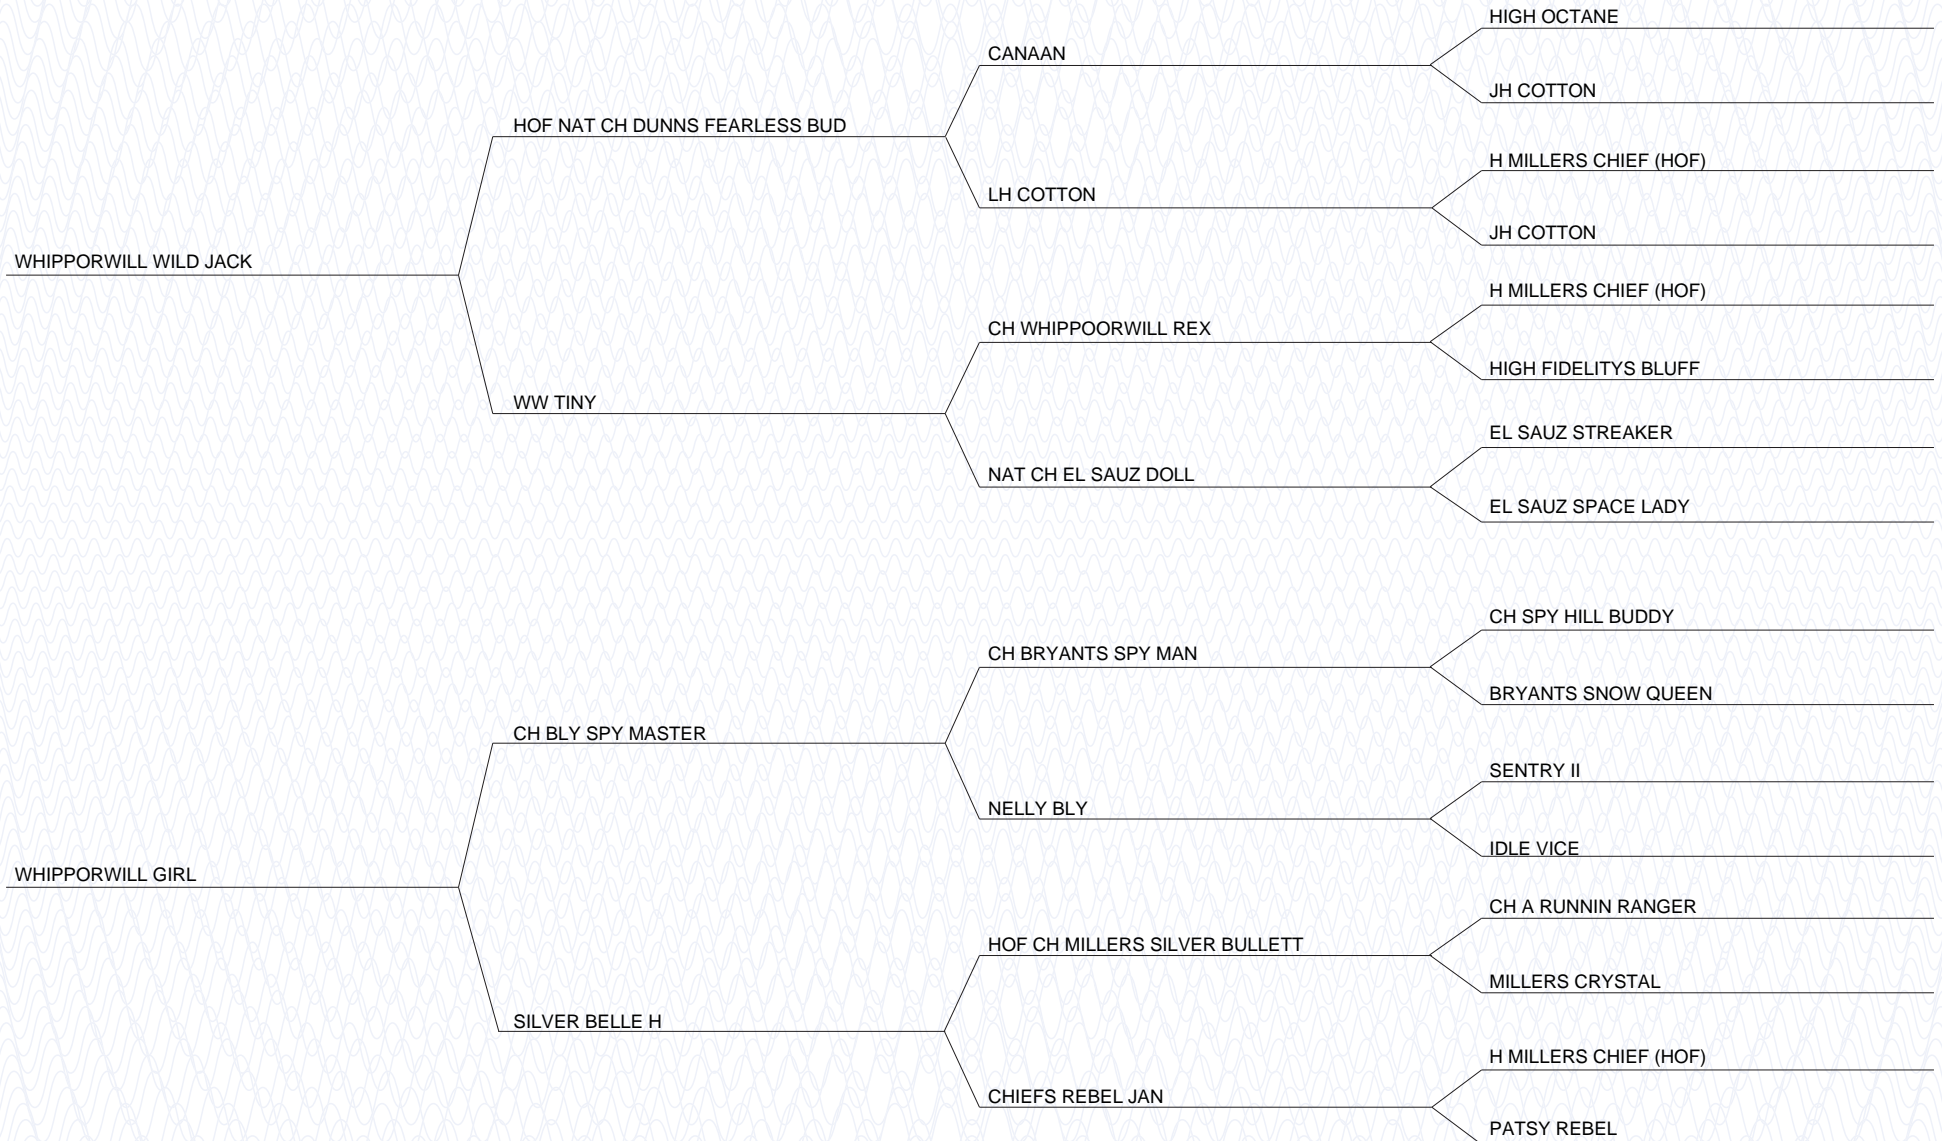 HIGH OCTANE
CANAAN
JH COTTON
HOF NAT CH DUNNS FEARLESS BUD
H MILLERS CHIEF (HOF)
LH COTTON
JH COTTON
WHIPPORWILL WILD JACK
H MILLERS CHIEF (HOF)
CH WHIPPOORWILL REX
HIGH FIDELITYS BLUFF
WW TINY
EL SAUZ STREAKER
NAT CH EL SAUZ DOLL
EL SAUZ SPACE LADY
CH SPY HILL BUDDY
CH BRYANTS SPY MAN
BRYANTS SNOW QUEEN
CH BLY SPY MASTER
SENTRY II
NELLY BLY
IDLE VICE
WHIPPORWILL GIRL
CH A RUNNIN RANGER
HOF CH MILLERS SILVER BULLETT
MILLERS CRYSTAL
SILVER BELLE H
H MILLERS CHIEF (HOF)
CHIEFS REBEL JAN
PATSY REBEL